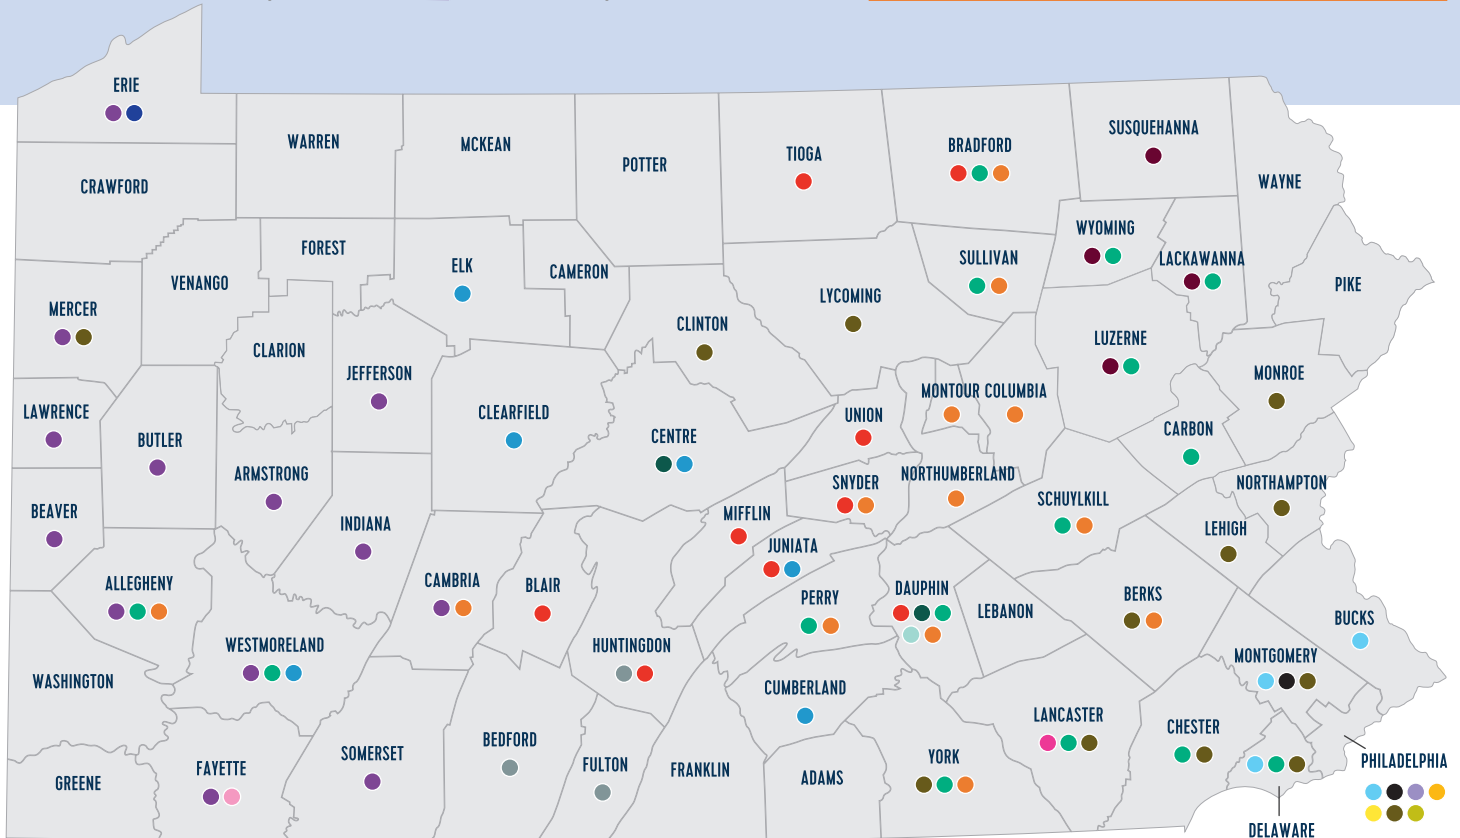 ERIE
WARREN
MCKEAN
POTTER
TIOGA
BRADFORD
SUSQUEHANNA
WAYNE
CRAWFORD
FOREST
ELK
CAMERON
SULLIVAN
WYOMING
LACKAWANNA
PIKE
VENANGO
MERCER
CLARION
JEFFERSON
CLINTON
LYCOMING
LUZERNE
MONROE
LAWRENCE
BUTLER
CLEARFIELD
CENTRE
UNION
MONTOUR
COLUMBIA
CARBON
ARMSTRONG
BEAVER
INDIANA
MIFFLIN
SNYDER
NORTHUMBERLAND
SCHUYLKILL
NORTHAMPTON
LEHIGH
JUNIATA
ALLEGHENY
CAMBRIA
BLAIR
PERRY
DAUPHIN
LEBANON
BERKS
BUCKS
WESTMORELAND
HUNTINGDON
MONTGOMERY
WASHINGTON
CUMBERLAND
LANCASTER
CHESTER
SOMERSET
BEDFORD
FULTON
FRANKLIN
ADAMS
YORK
PHILADELPHIA
GREENE
FAYETTE
DELAWARE